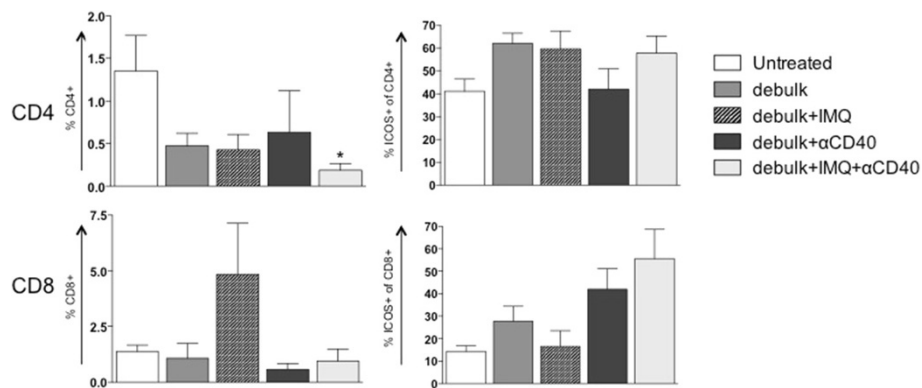 CD4
% CD4+
2.0
1.5
1.0
0.5
0.0
*
% ICOS+ of CD4+
70
60
50
40
30
20
10
0
Untreated
debulk
debulk+IMQ
debulk+αCD40
debulk+IMQ+αCD40
CD8
% CD8+
7.5
5.0
2.5
0.0
% ICOS+ of CD8+
70
60
50
40
30
20
10
0